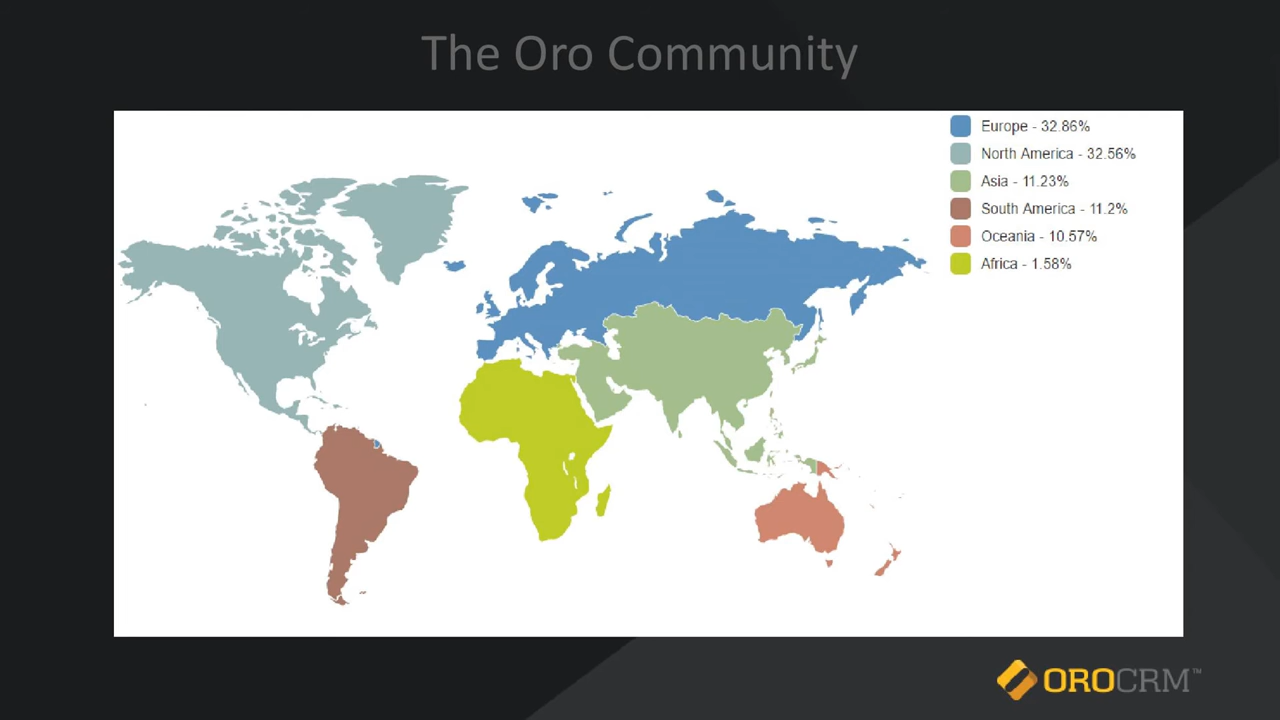 The Oro Community
Europe - 32.86%
North America - 32.56%
Asia - 11.23%
South America - 11.2%
Oceania - 10.57%
Africa - 1.58%
OROCRM™